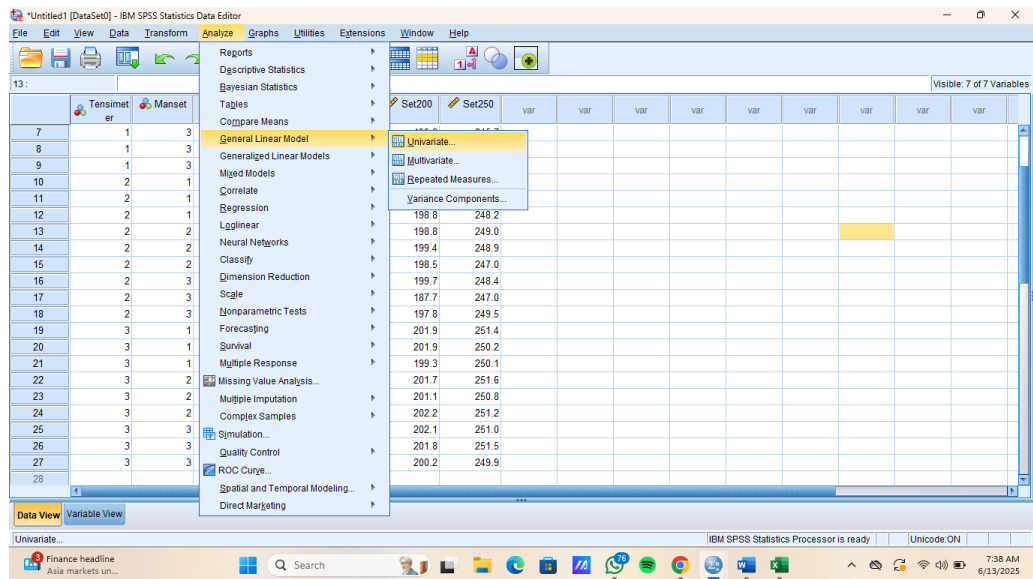 *Untitled1 [DataSet0] - IBM SPSS Statistics Data Editor
File Edit View Data Transform Analyze Graphs Utilities Extensions Window Help
13 :
Visible: 7 of 7 Variables
Tensimet er Manset Set200 Set250 var var var var var var var var
7 1 3
8 1 3
9 1 3
10 2 1
11 2 1
12 2 1 198.8 248.2
13 2 2 198.8 249.0
14 2 2 199.4 248.9
15 2 2 198.5 247.0
16 2 3 199.7 248.4
17 2 3 187.7 247.0
18 2 3 197.8 249.5
19 3 1 201.9 251.4
20 3 1 201.9 250.2
21 3 1 199.3 250.1
22 3 2 201.7 251.6
23 3 2 201.1 250.8
24 3 2 202.2 251.2
25 3 3 202.1 251.0
26 3 3 201.8 251.5
27 3 3 200.2 249.9
28
Reports
Descriptive Statistics
Bayesian Statistics
Tables
Compare Means
General Linear Model
Generalized Linear Models
Mixed Models
Correlate
Regression
Loglinear
Neural Networks
Classify
Dimension Reduction
Scale
Nonparametric Tests
Forecasting
Survival
Multiple Response
Missing Value Analysis...
Multiple Imputation
Complex Samples
Simulation...
Quality Control
ROC Curve...
Spatial and Temporal Modeling...
Direct Marketing
Univariate...
Multivariate...
Repeated Measures...
Variance Components...
Data View Variable View
Univariate...
IBM SPSS Statistics Processor is ready Unicode:ON
3 Finance headline
Asia markets un...
Search
76
7:38 AM
6/13/2025